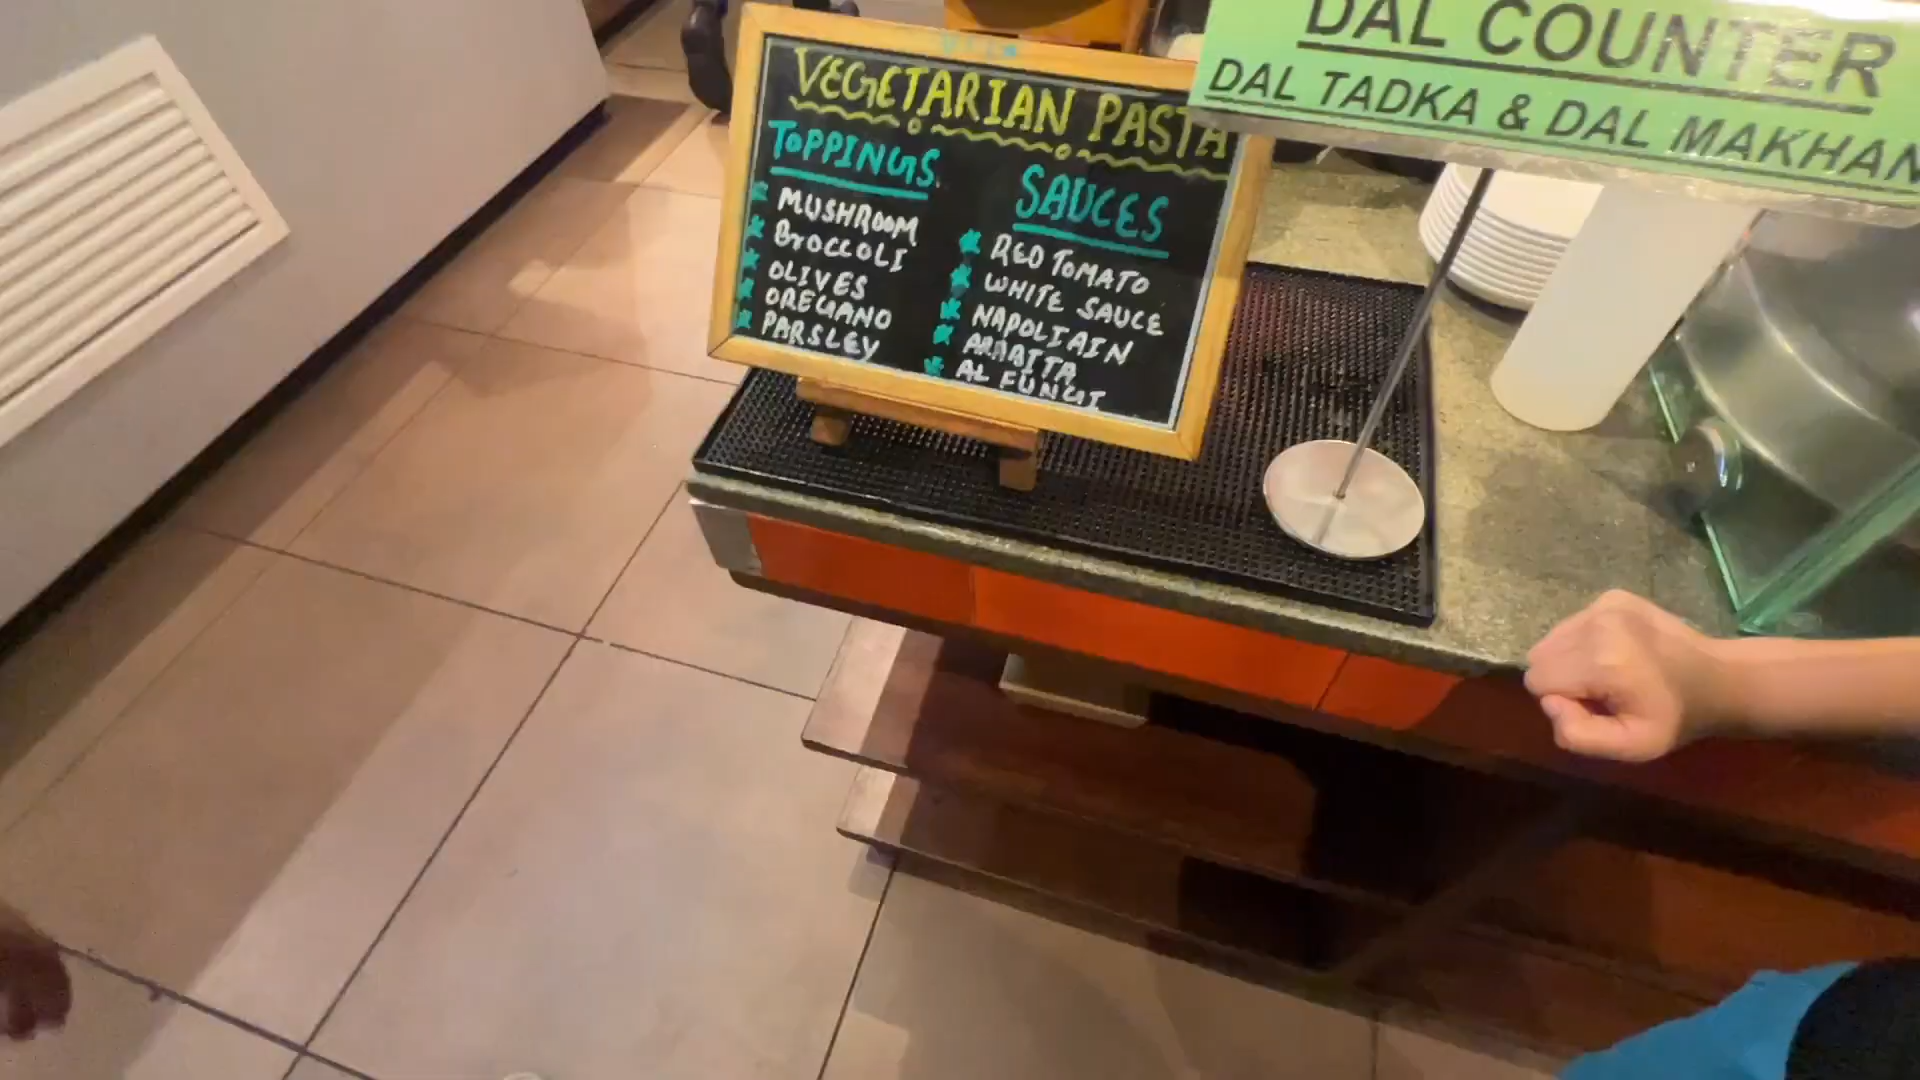 VEGETARIAN PASTA
TOPPINGS
MUSHROOM
BROCCOLI
OLIVES
OREGANO
PARSLEY
SAUCES
RED TOMATO
WHITE SAUCE
NAPOLIAIN
ARABITA
AL FUNGI
DAL COUNTER
DAL TADKA & DAL MAKHAN